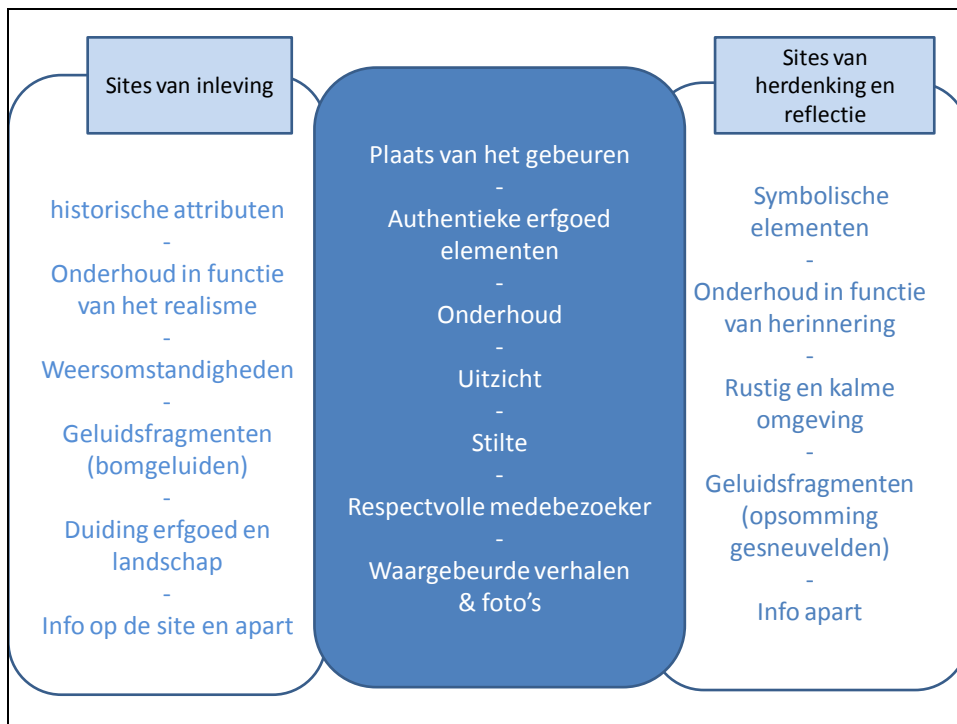 Sites van inleving
historische attributen
-
Onderhoud in functie
van het realisme
-
Weersomstandigheden
-
Geluidsfragmenten
(bomgeluiden)
-
Duiding erfgoed en
landschap
-
Info op de site en apart
Plaats van het gebeuren
-
Authentieke erfgoed
elementen
-
Onderhoud
-
Uitzicht
-
Stilte
-
Respectvolle medebezoeker
-
Waargebeurde verhalen
& foto's
Sites van
herdenking en
reflectie
Symbolische
elementen
-
Onderhoud in functie
van herinnering
-
Rustig en kalme
omgeving
-
Geluidsfragmenten
(opsomming
gesneuvelden)
-
Info apart